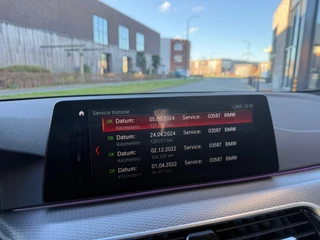 Service historie
OK Datum: 05.09.2024 Service: 03587 BMW
Kilometers
OK Datum: 24.04.2024 Service: 03587 BMW
Kilometers
OK Datum: 02.12.2022 Service: 03587 BMW
Kilometers
OK Datum: 01.04.2022 Service: 03587 BMW
Kilometers